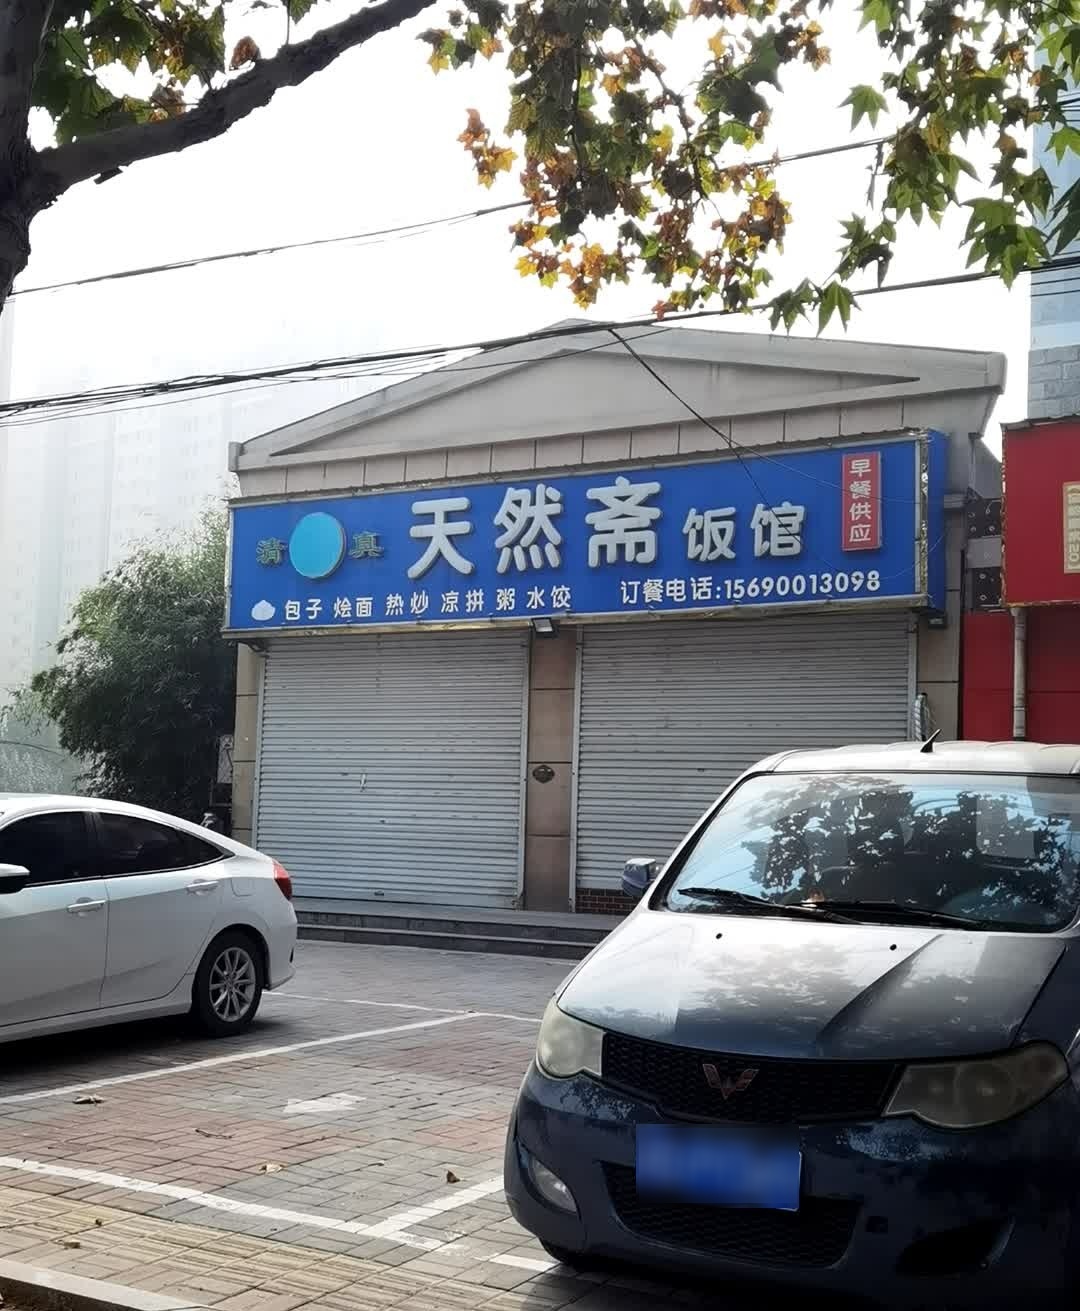 清 真
天然斋饭馆
早餐供应
包子 烩面 热炒 凉拼 粥 水饺
订餐电话:15690013098